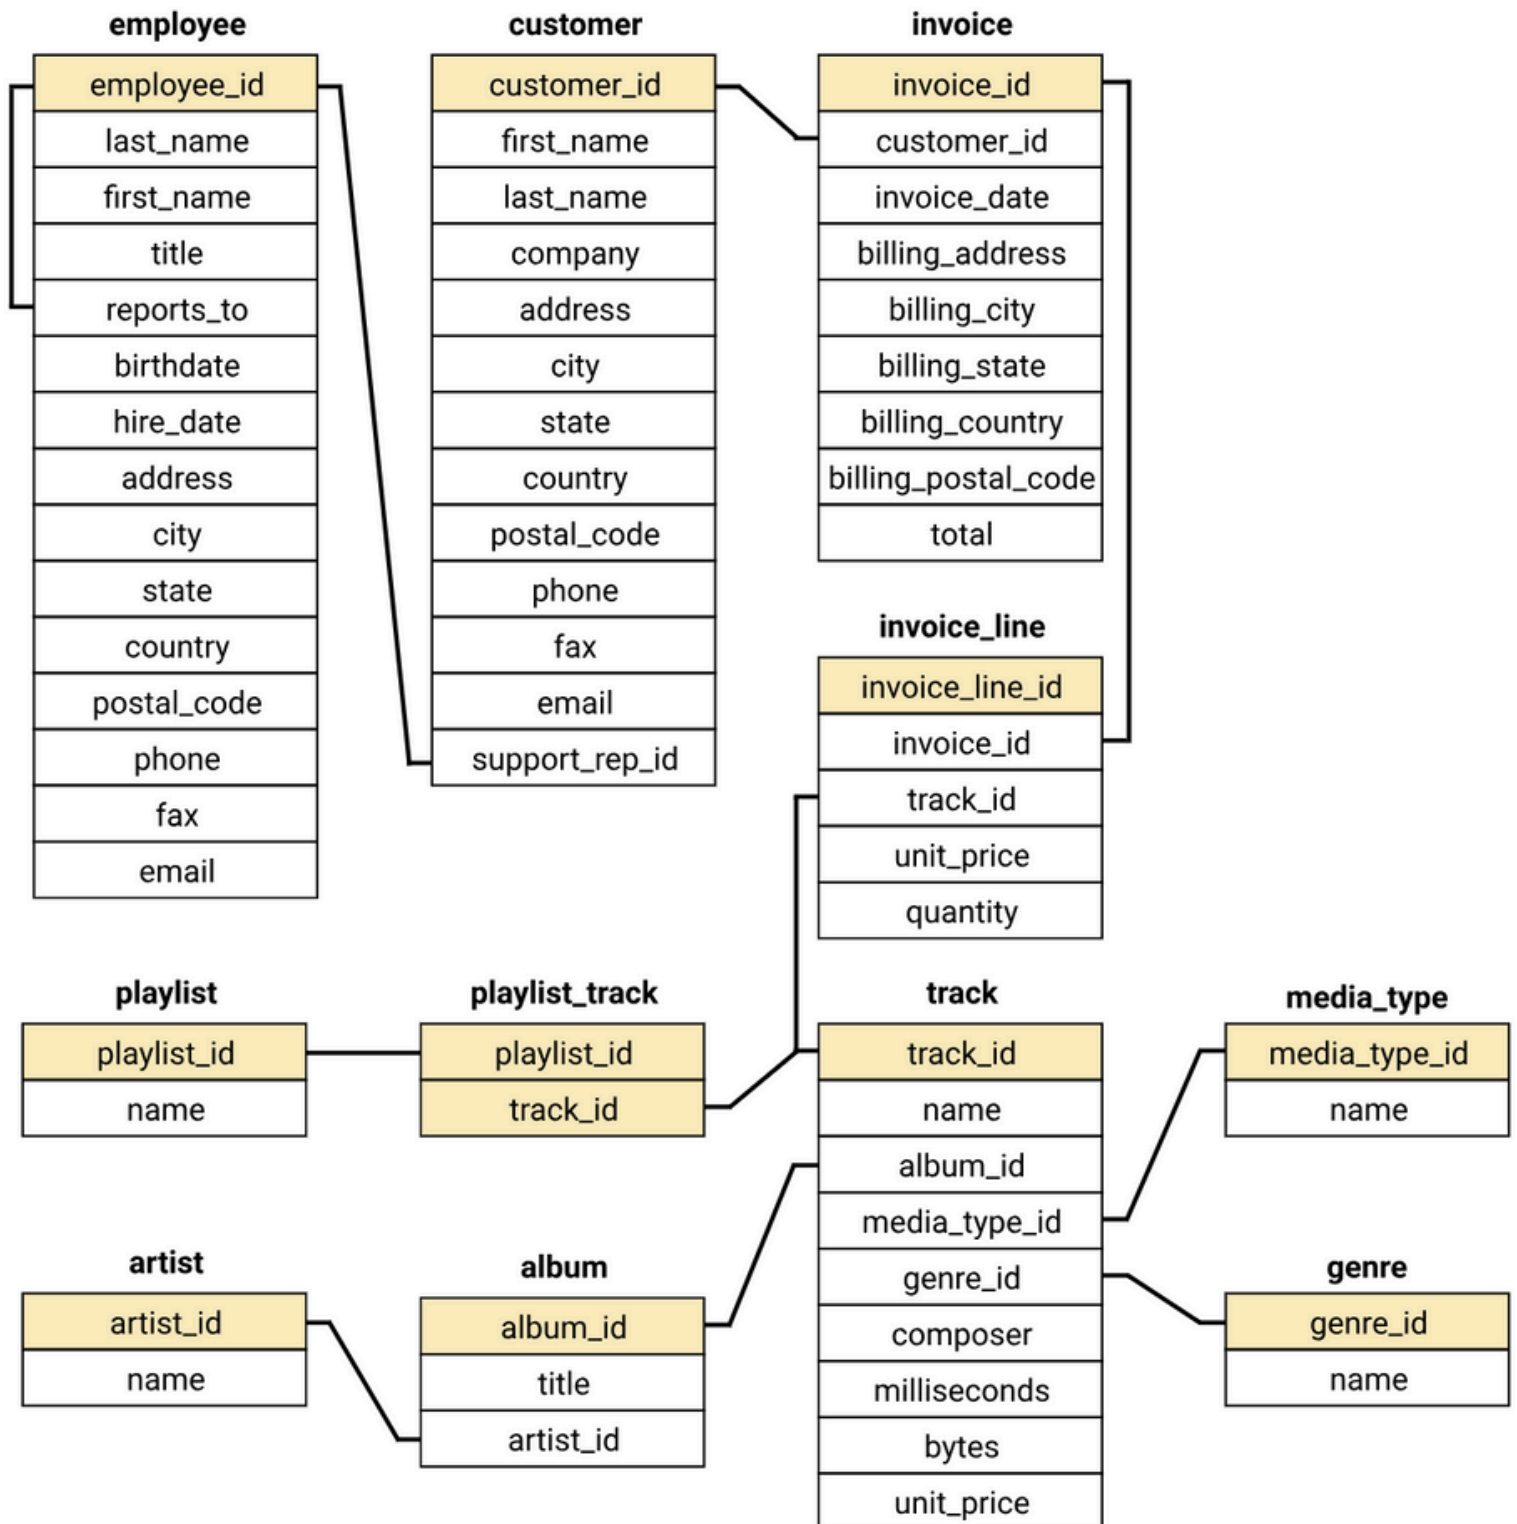 employee
employee_id
last_name
first_name
title
reports_to
birthdate
hire_date
address
city
state
country
postal_code
phone
fax
email
customer
customer_id
first_name
last_name
company
address
city
state
country
postal_code
phone
fax
email
support_rep_id
invoice
invoice_id
customer_id
invoice_date
billing_address
billing_city
billing_state
billing_country
billing_postal_code
total
invoice_line
invoice_line_id
invoice_id
track_id
unit_price
quantity
playlist
playlist_id
name
playlist_track
playlist_id
track_id
track
track_id
name
album_id
media_type_id
genre_id
composer
milliseconds
bytes
unit_price
media_type
media_type_id
name
artist
artist_id
name
album
album_id
title
artist_id
genre
genre_id
name